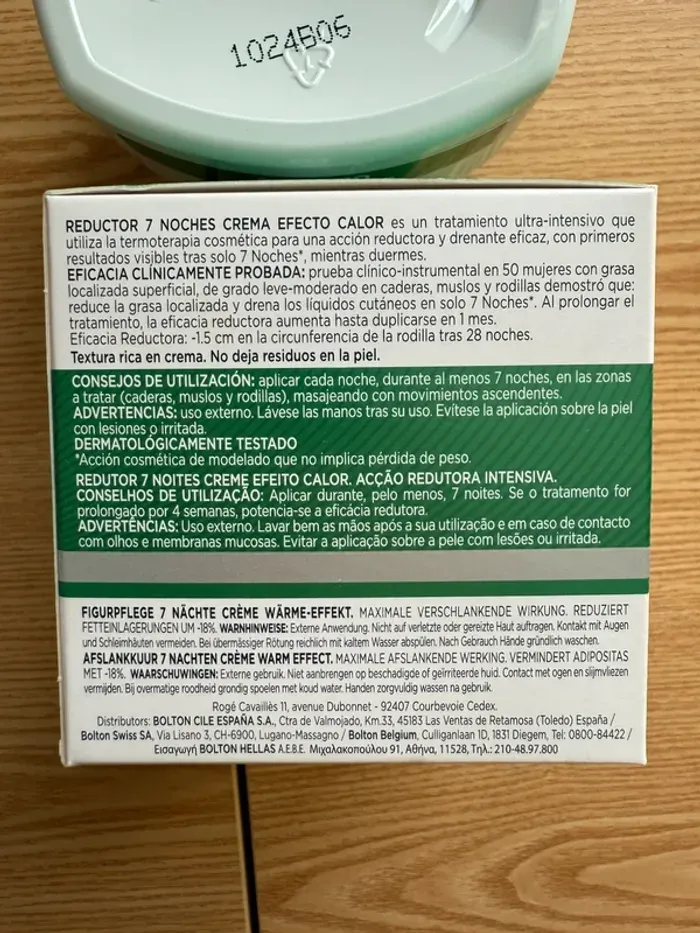 1024B06
REDUCTOR 7 NOCHES CREMA EFECTO CALOR es un tratamiento ultra-intensivo que
utiliza la termoterapia cosmética para una acción reductora y drenante eficaz, con primeros
resultados visibles tras solo 7 Noches*, mientras duermes.
EFICACIA CLÍNICAMENTE PROBADA: prueba clínico-instrumental en 50 mujeres con grasa
localizada superficial, de grado leve-moderado en caderas, muslos y rodillas demostró que:
reduce la grasa localizada y drena los líquidos cutáneos en solo 7 Noches*. Al prolongar el
tratamiento, la eficacia reductora aumenta hasta duplicarse en 1 mes.
Eficacia Reductora: -1.5 cm en la circunferencia de la rodilla tras 28 noches.
Textura rica en crema. No deja residuos en la piel.
CONSEJOS DE UTILIZACIÓN: aplicar cada noche, durante al menos 7 noches, en las zonas
a tratar (caderas, muslos y rodillas), masajeando con movimientos ascendentes.
ADVERTENCIAS: uso externo. Lávese las manos tras su uso. Evítese la aplicación sobre la piel
con lesiones o irritada.
DERMATOLÓGICAMENTE TESTADO
*Acción cosmética de modelado que no implica pérdida de peso.
REDUTOR 7 NOITES CREME EFEITO CALOR. ACÇÃO REDUTORA INTENSIVA.
CONSELHOS DE UTILIZAÇÃO: Aplicar durante, pelo menos, 7 noites. Se o tratamento for
prolongado por 4 semanas, potencia-se a eficácia redutora.
ADVERTÊNCIAS: Uso externo. Lavar bem as mãos após a sua utilização e em caso de contacto
com olhos e membranas mucosas. Evitar a aplicação sobre a pele com lesões ou irritada.
FIGURPFLEGE 7 NÄCHTE CRÈME WÄRME-EFFEKT. MAXIMALE VERSCHLANKENDE WIRKUNG. REDUZIERT
FETTEINLAGERUNGEN UM -18%. WARNHINWEISE: Externe Anwendung. Nicht auf verletzte oder gereizte Haut auftragen. Kontakt mit Augen
und Schleimhäuten vermeiden. Bei übermässiger Rötung reichlich mit kaltem Wasser abspülen. Nach Gebrauch Hände gründlich waschen.
AFSLANKKUUR 7 NACHTEN CRÈME WARM EFFECT. MAXIMALE AFSLANKENDE WERKING. VERMINDERT ADIPOSITAS
MET -18%. WAARSCHUWINGEN: Externe gebruik. Niet aanbrengen op beschadigde of geïrriteerde huid. Contact met ogen en slijmvliezen
vermijden. Bij overmatige roodheid grondig spoelen met koud water. Handen zorgvuldig wassen na gebruik.
Rogé Cavaillès 11, avenue Dubonnet - 92407 Courbevoie Cedex.
Distributors: BOLTON CILE ESPAÑA S.A., Ctra de Valmojado, Km.33, 45183 Las Ventas de Retamosa (Toledo) España /
Bolton Swiss SA, Via Lisano 3, CH-6900, Lugano-Massagno / Bolton Belgium, Culliganlaan 1D, 1831 Diegem, Tel: 0800-84422 /
Εισαγωγή BOLTON HELLAS A.E.B.E. Μιχαλακοπούλου 91, Αθήνα, 11528, Τηλ.: 210-48.97.800